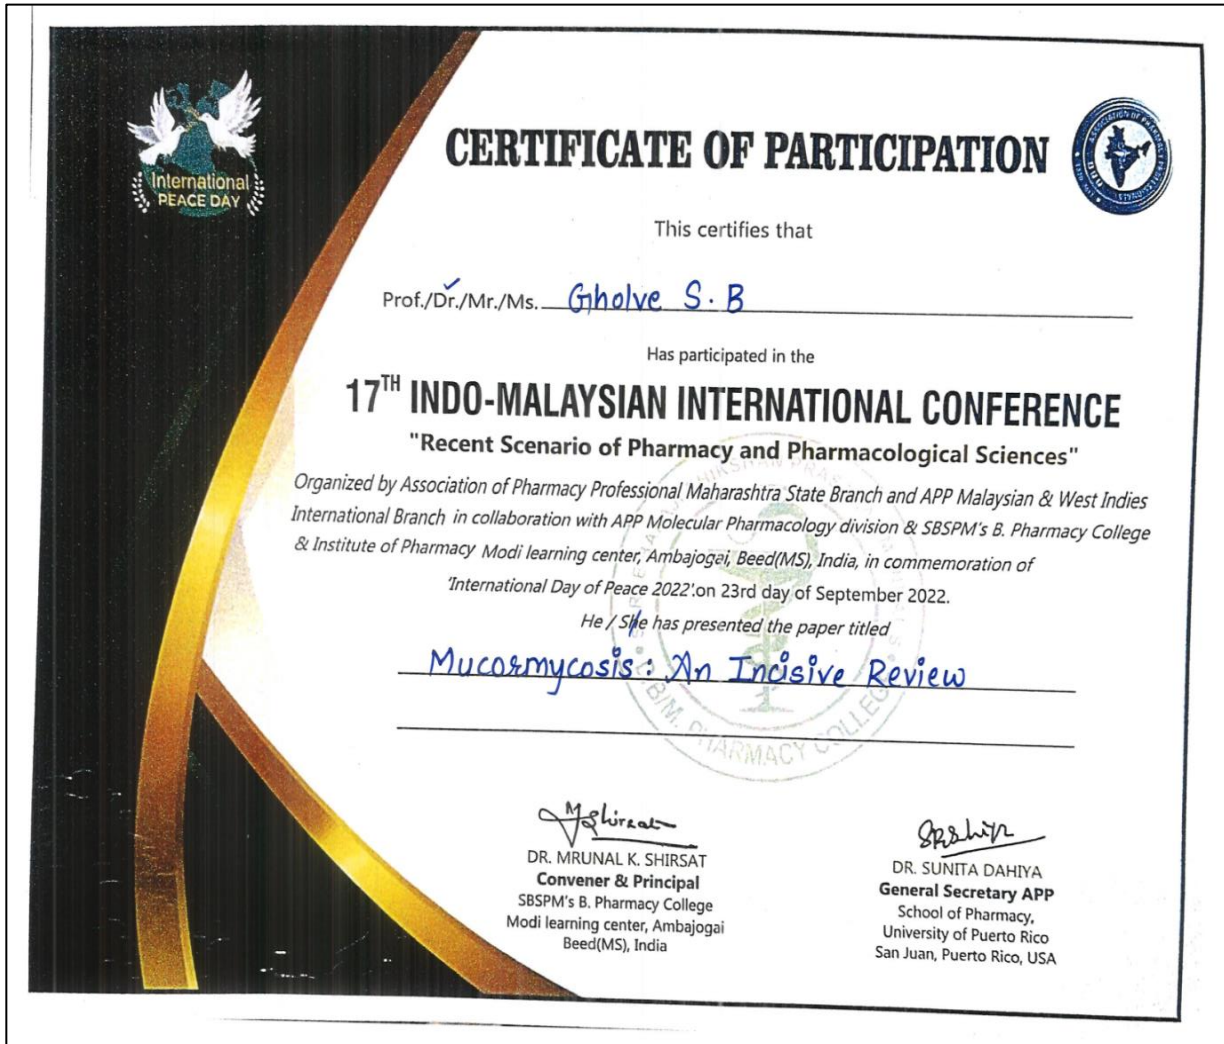 International
PEACE DAY
CERTIFICATE OF PARTICIPATION
This certifies that
Prof./Dr./Mr./Ms. Gholve S. B
Has participated in the
17TH INDO-MALAYSIAN INTERNATIONAL CONFERENCE
"Recent Scenario of Pharmacy and Pharmacological Sciences"
Organized by Association of Pharmacy Professional Maharashtra State Branch and APP Malaysian & West Indies
International Branch in collaboration with APP Molecular Pharmacology division & SBSPM's B. Pharmacy College
& Institute of Pharmacy Modi learning center, Ambajogai, Beed(MS), India, in commemoration of
'International Day of Peace 2022'.on 23rd day of September 2022.
He / She has presented the paper titled
Mucormycosis: An Incisive Review
PHARMACY COLLEGE
DR. MRUNAL K. SHIRSAT
Convener & Principal
SBSPM's B. Pharmacy College
Modi learning center, Ambajogai
Beed(MS), India
DR. SUNITA DAHIYA
General Secretary APP
School of Pharmacy,
University of Puerto Rico
San Juan, Puerto Rico, USA